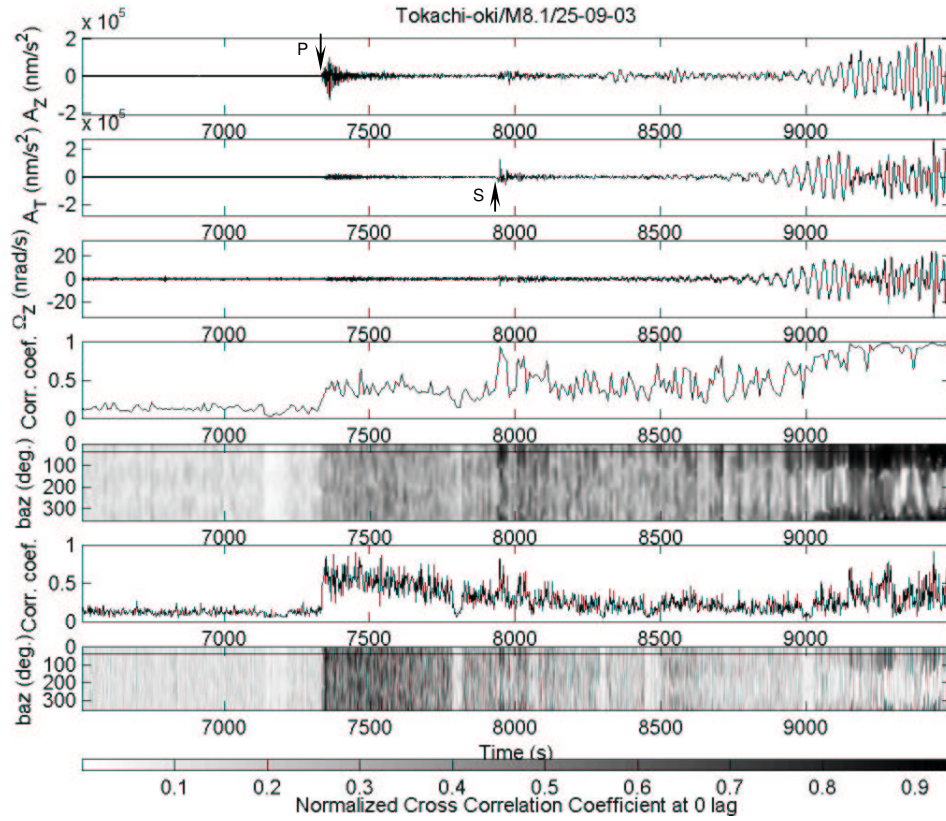 Tokachi-oki/M8.1/25-09-03
x 10^5
A_Z (nm/s^2)
2
0
-2
P
7000 7500 8000 8500 9000
x 10^5
A_T (nm/s^2)
2
0
-2
S
7000 7500 8000 8500 9000
Ω_Z (nrad/s)
20
0
-20
7000 7500 8000 8500 9000
Corr. coef.
1
0.5
0
7000 7500 8000 8500 9000
baz (deg.)
0
100
200
300
7000 7500 8000 8500 9000
Corr. coef.
1
0.5
0
7000 7500 8000 8500 9000
baz (deg.)
0
100
200
300
7000 7500 8000 8500 9000
Time (s)
0.1 0.2 0.3 0.4 0.5 0.6 0.7 0.8 0.9
Normalized Cross Correlation Coefficient at 0 lag